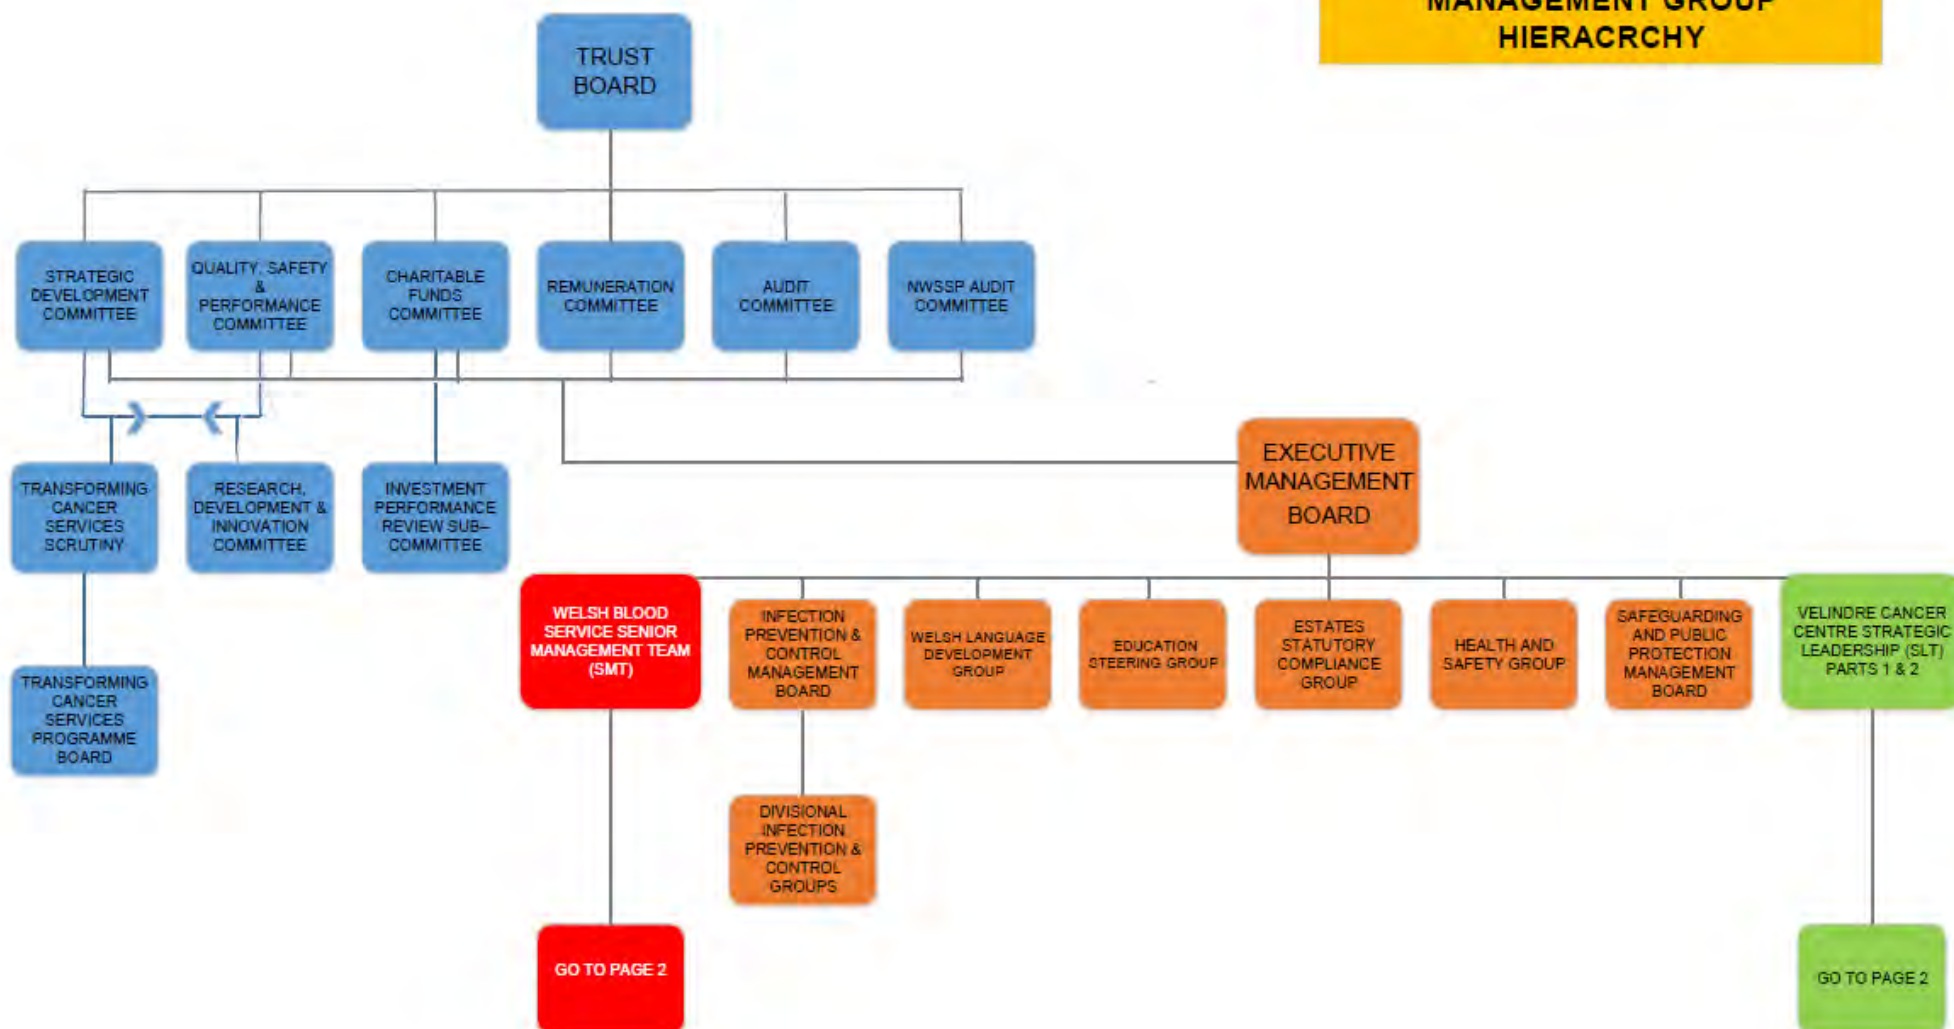 MANAGEMENT GROUP
HIERACRCHY
TRUST
BOARD
STRATEGIC
DEVELOPMENT
COMMITTEE
QUALITY, SAFETY
&
PERFORMANCE
COMMITTEE
CHARITABLE
FUNDS
COMMITTEE
REMUNERATION
COMMITTEE
AUDIT
COMMITTEE
NWSSP AUDIT
COMMITTEE
TRANSFORMING
CANCER
SERVICES
SCRUTINY
RESEARCH,
DEVELOPMENT &
INNOVATION
COMMITTEE
INVESTMENT
PERFORMANCE
REVIEW SUB–
COMMITTEE
EXECUTIVE
MANAGEMENT
BOARD
WELSH BLOOD
SERVICE SENIOR
MANAGEMENT TEAM
(SMT)
INFECTION
PREVENTION &
CONTROL
MANAGEMENT
BOARD
WELSH LANGUAGE
DEVELOPMENT
GROUP
EDUCATION
STEERING GROUP
ESTATES
STATUTORY
COMPLIANCE
GROUP
HEALTH AND
SAFETY GROUP
SAFEGUARDING
AND PUBLIC
PROTECTION
MANAGEMENT
BOARD
VELINDRE CANCER
CENTRE STRATEGIC
LEADERSHIP (SLT)
PARTS 1 & 2
TRANSFORMING
CANCER
SERVICES
PROGRAMME
BOARD
DIVISIONAL
INFECTION
PREVENTION &
CONTROL
GROUPS
GO TO PAGE 2
GO TO PAGE 2